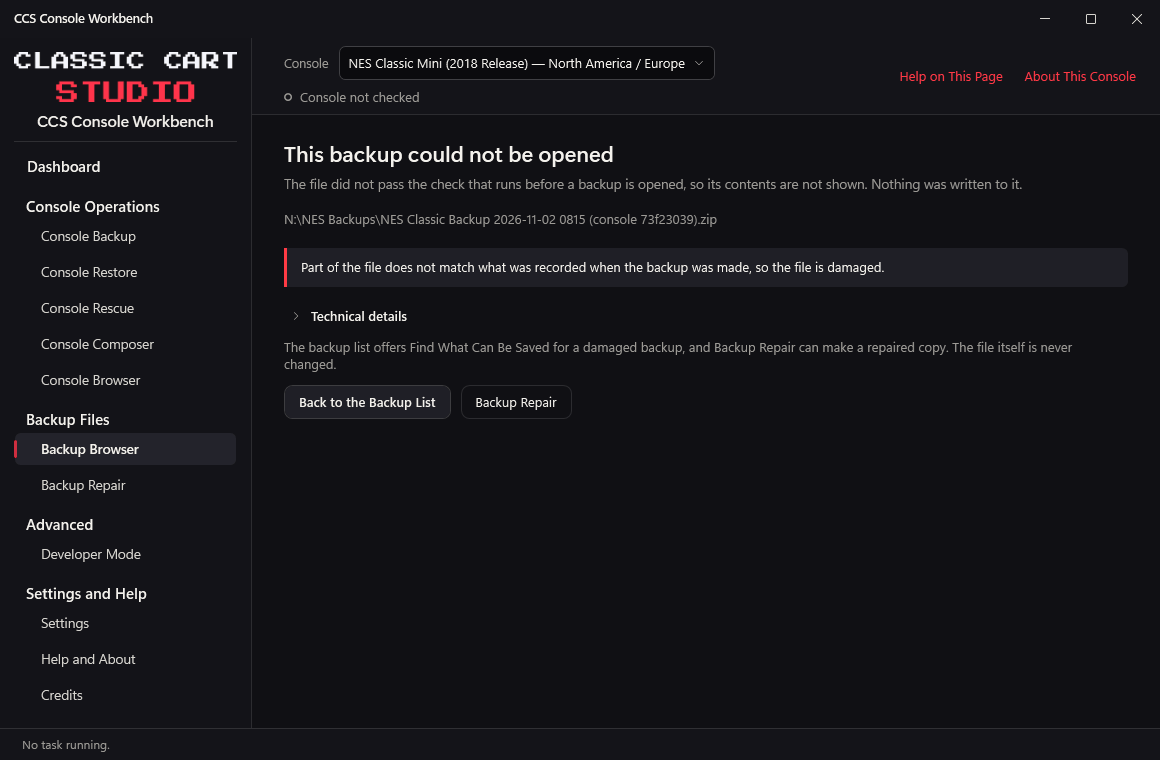 CCS Console Workbench
CLASSIC CART
STUDIO
CCS Console Workbench
Dashboard
Console Operations
Console Backup
Console Restore
Console Rescue
Console Composer
Console Browser
Backup Files
Backup Browser
Backup Repair
Advanced
Developer Mode
Settings and Help
Settings
Help and About
Credits
Console
NES Classic Mini (2018 Release) — North America / Europe
Console not checked
Help on This Page
About This Console
This backup could not be opened
The file did not pass the check that runs before a backup is opened, so its contents are not shown. Nothing was written to it.
N:\NES Backups\NES Classic Backup 2026-11-02 0815 (console 73f23039).zip
Part of the file does not match what was recorded when the backup was made, so the file is damaged.
Technical details
The backup list offers Find What Can Be Saved for a damaged backup, and Backup Repair can make a repaired copy. The file itself is never
changed.
Back to the Backup List
Backup Repair
No task running.